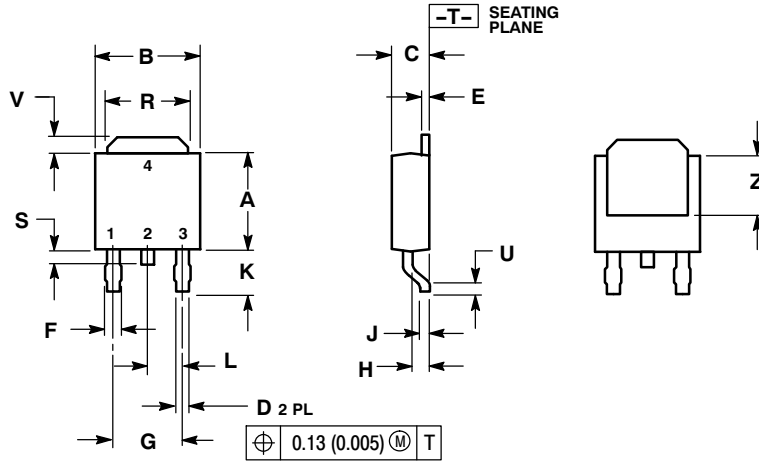 –T– SEATING
PLANE
B
C
V
R
E
4
Z
A
S
1 2 3
U
K
F
J
L
H
D 2 PL
G
⌖ 0.13 (0.005) Ⓜ T